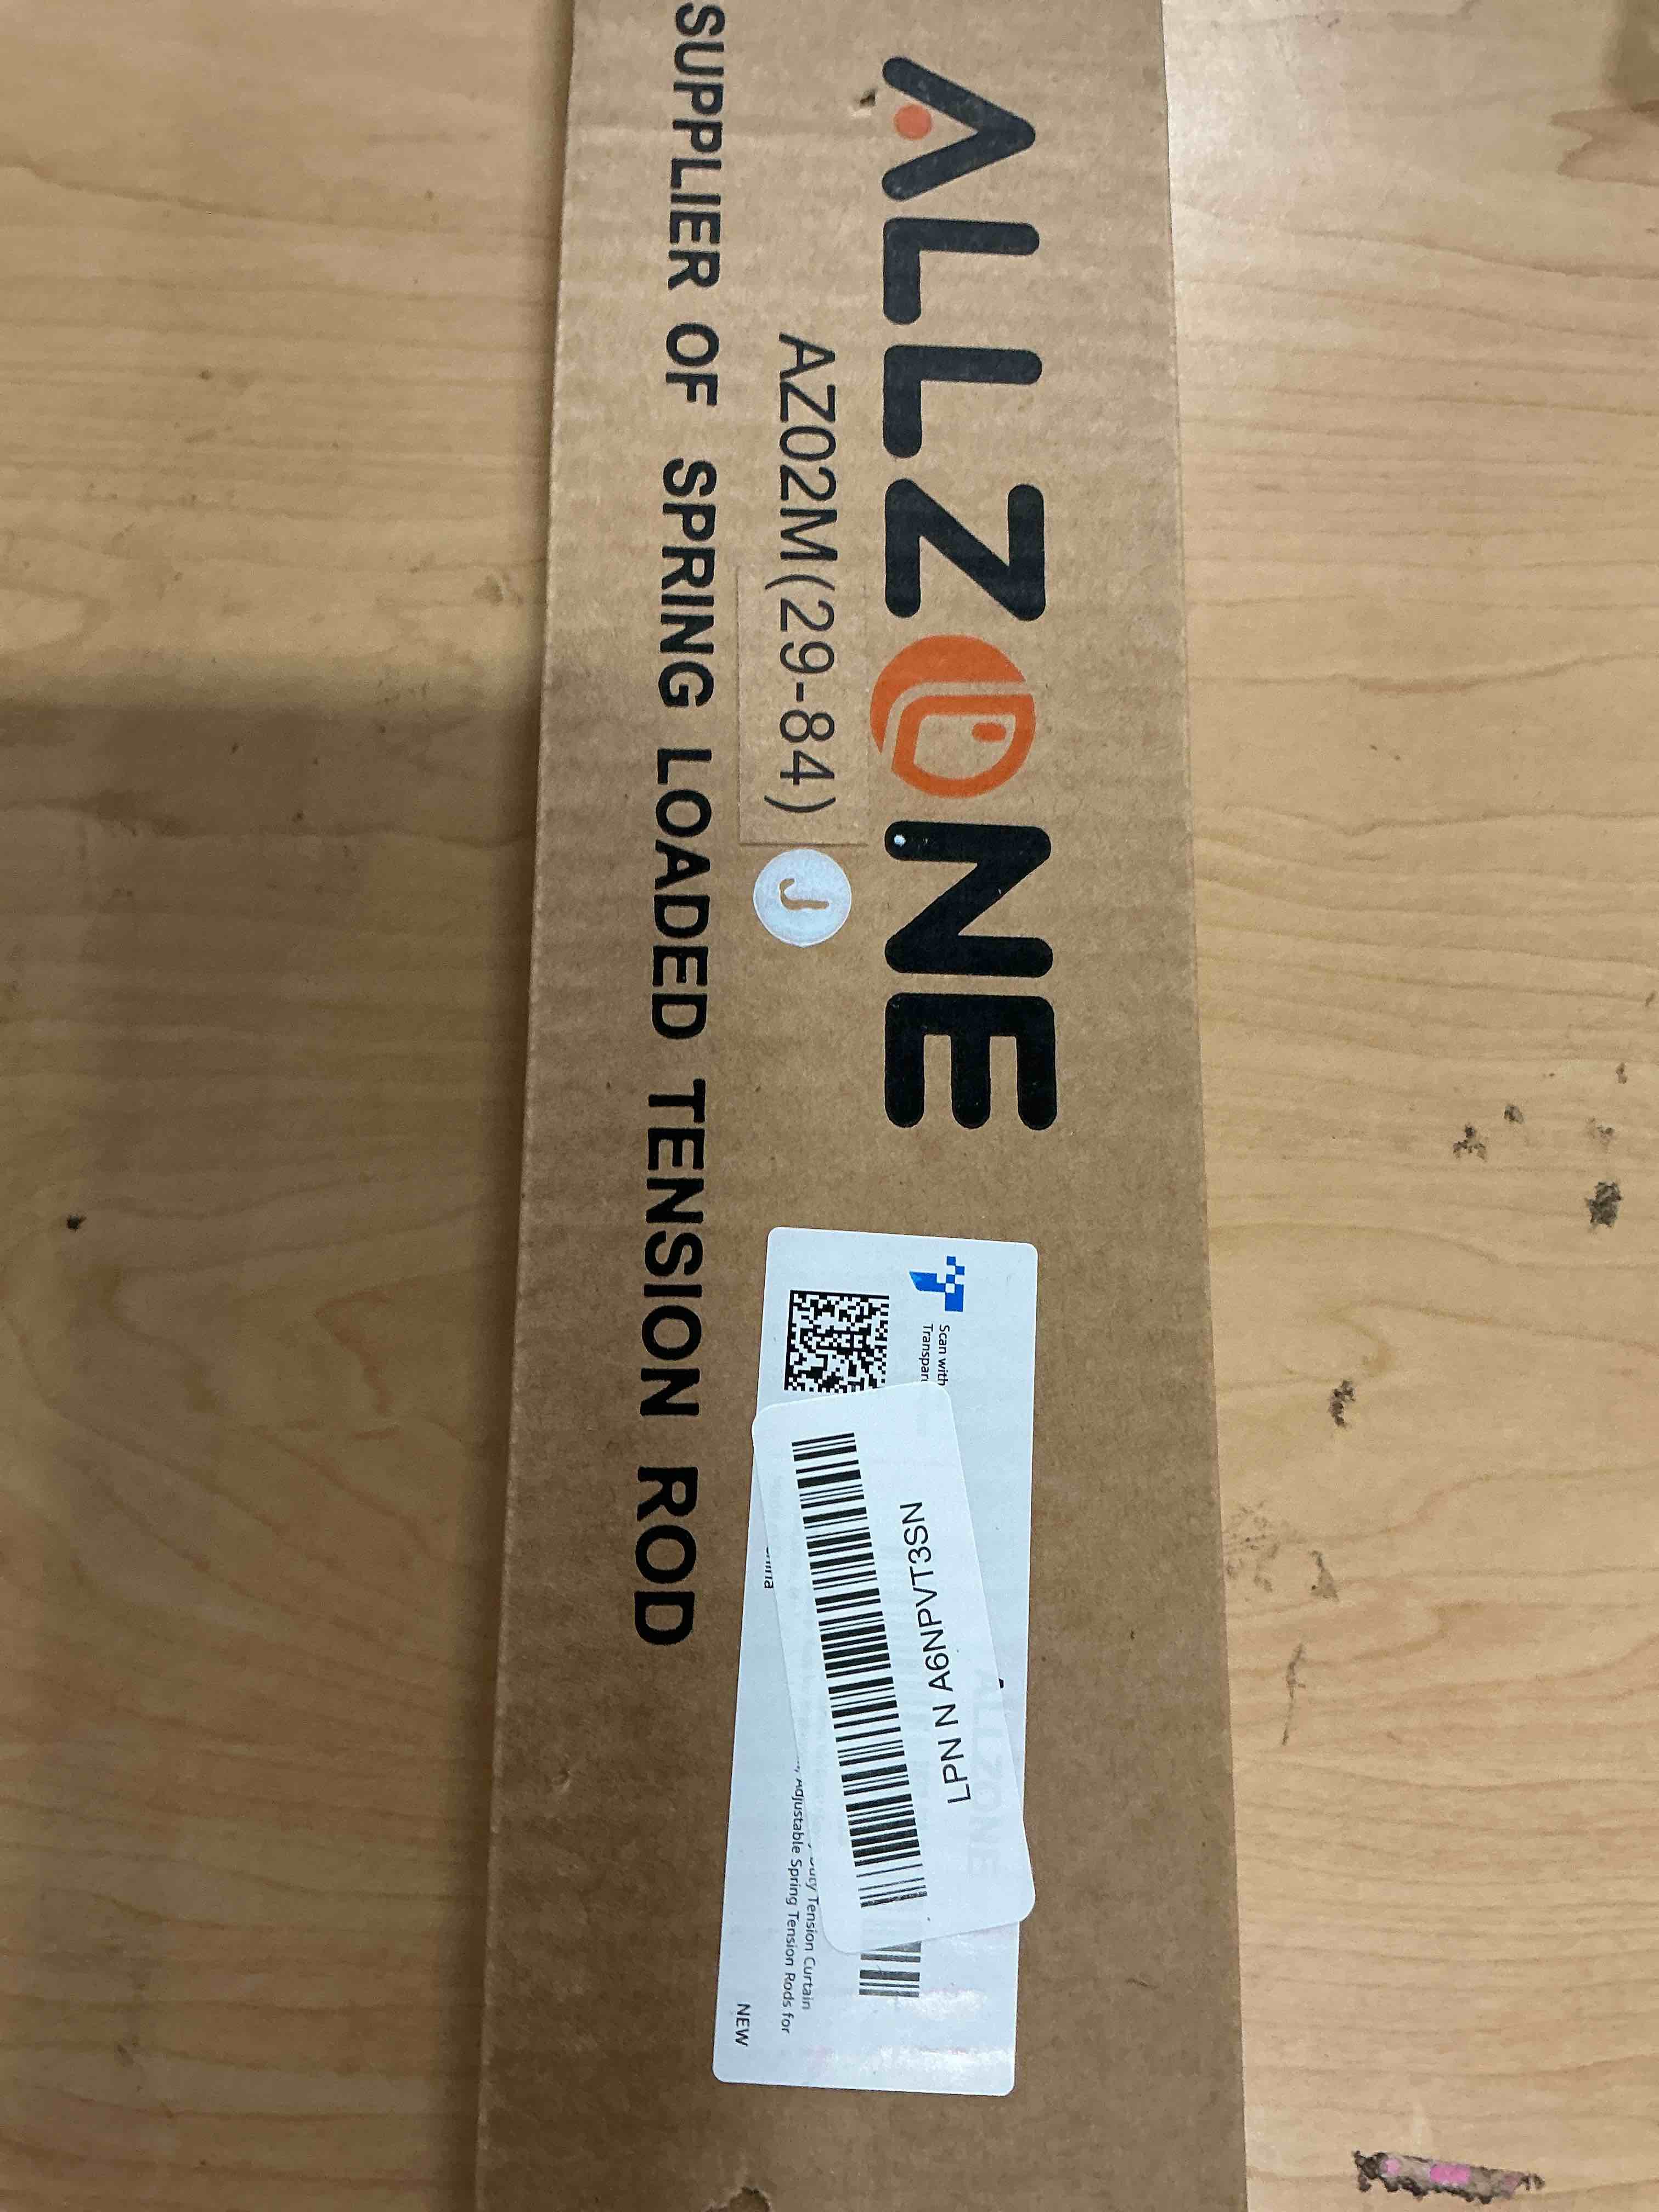 ALLZONE
AZ02M(29-84)
J
SUPPLIER OF SPRING LOADED TENSION ROD
Scan with
LPN N A6NPVT3SN
Tension Curtain
Adjustable Spring Tension Rods for
NEW